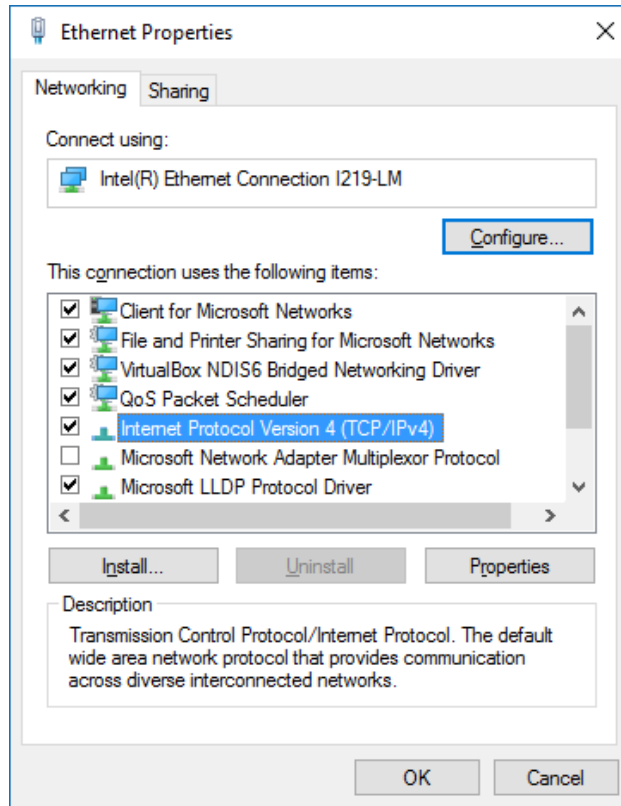 Ethernet Properties
Networking
Sharing
Connect using:
Intel(R) Ethernet Connection I219-LM
Configure...
This connection uses the following items:
Client for Microsoft Networks
File and Printer Sharing for Microsoft Networks
VirtualBox NDIS6 Bridged Networking Driver
QoS Packet Scheduler
Internet Protocol Version 4 (TCP/IPv4)
Microsoft Network Adapter Multiplexor Protocol
Microsoft LLDP Protocol Driver
Install...
Uninstall
Properties
Description
Transmission Control Protocol/Internet Protocol. The default
wide area network protocol that provides communication
across diverse interconnected networks.
OK
Cancel